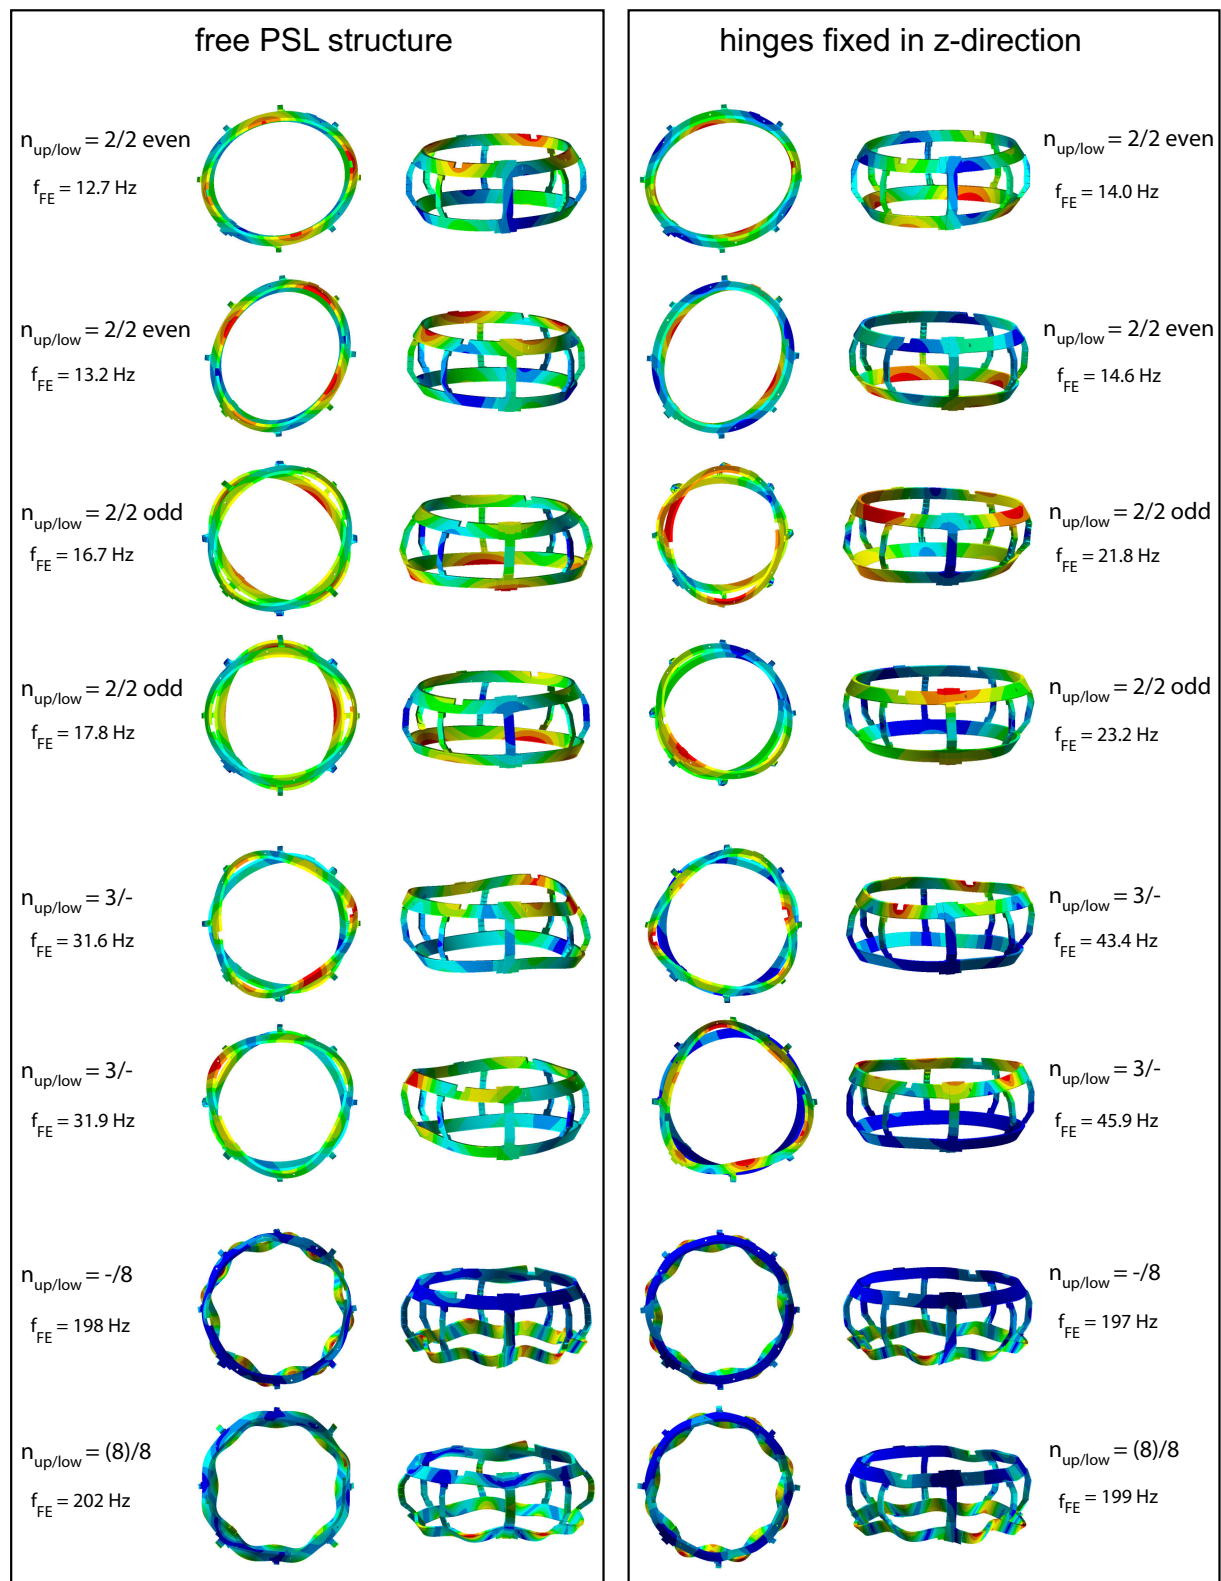 free PSL structure
n_up/low = 2/2 even
f_FE = 12.7 Hz
n_up/low = 2/2 even
f_FE = 13.2 Hz
n_up/low = 2/2 odd
f_FE = 16.7 Hz
n_up/low = 2/2 odd
f_FE = 17.8 Hz
n_up/low = 3/-
f_FE = 31.6 Hz
n_up/low = 3/-
f_FE = 31.9 Hz
n_up/low = -/8
f_FE = 198 Hz
n_up/low = (8)/8
f_FE = 202 Hz
hinges fixed in z-direction
n_up/low = 2/2 even
f_FE = 14.0 Hz
n_up/low = 2/2 even
f_FE = 14.6 Hz
n_up/low = 2/2 odd
f_FE = 21.8 Hz
n_up/low = 2/2 odd
f_FE = 23.2 Hz
n_up/low = 3/-
f_FE = 43.4 Hz
n_up/low = 3/-
f_FE = 45.9 Hz
n_up/low = -/8
f_FE = 197 Hz
n_up/low = (8)/8
f_FE = 199 Hz